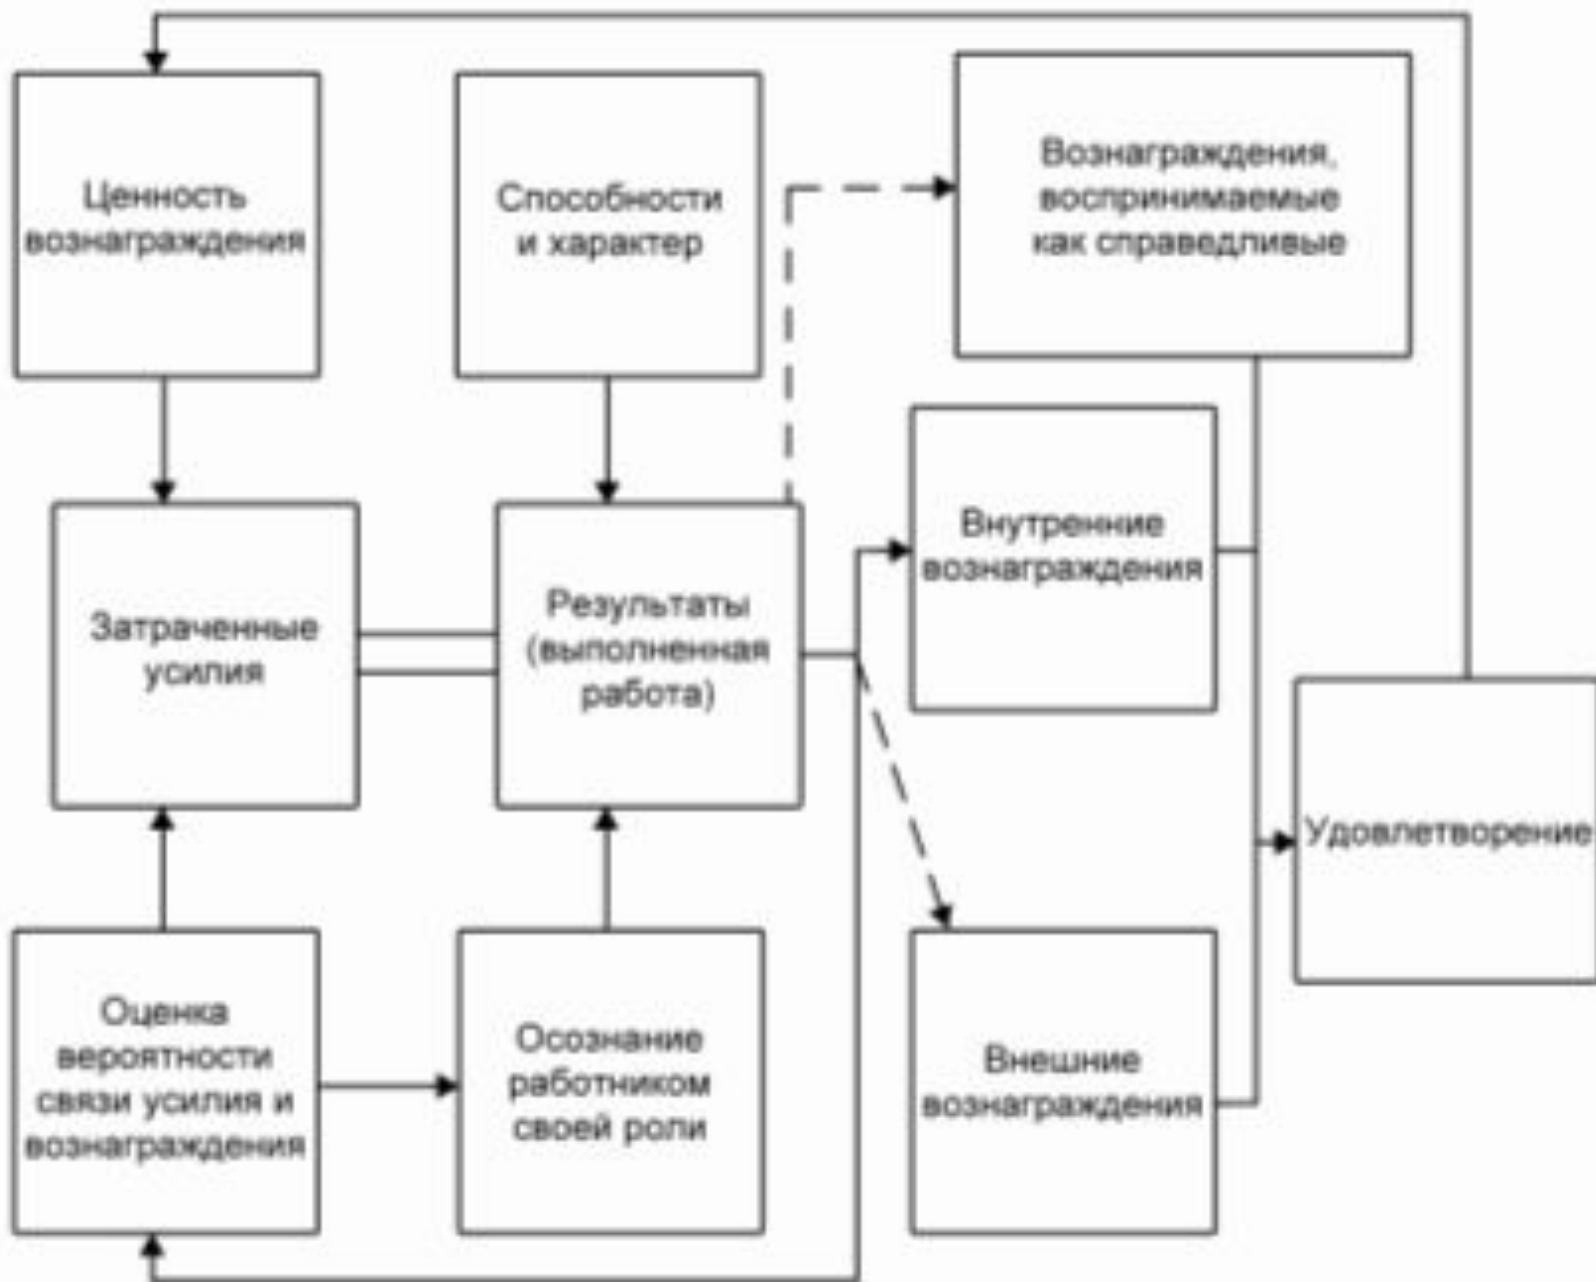 Ценность
вознаграждения
Способности
и характер
Вознаграждения,
воспринимаемые
как справедливые
Затраченные
усилия
Результаты
(выполненная
работа)
Внутренние
вознаграждения
Удовлетворение
Оценка
вероятности
связи усилия и
вознаграждения
Осознание
работником
своей роли
Внешние
вознаграждения